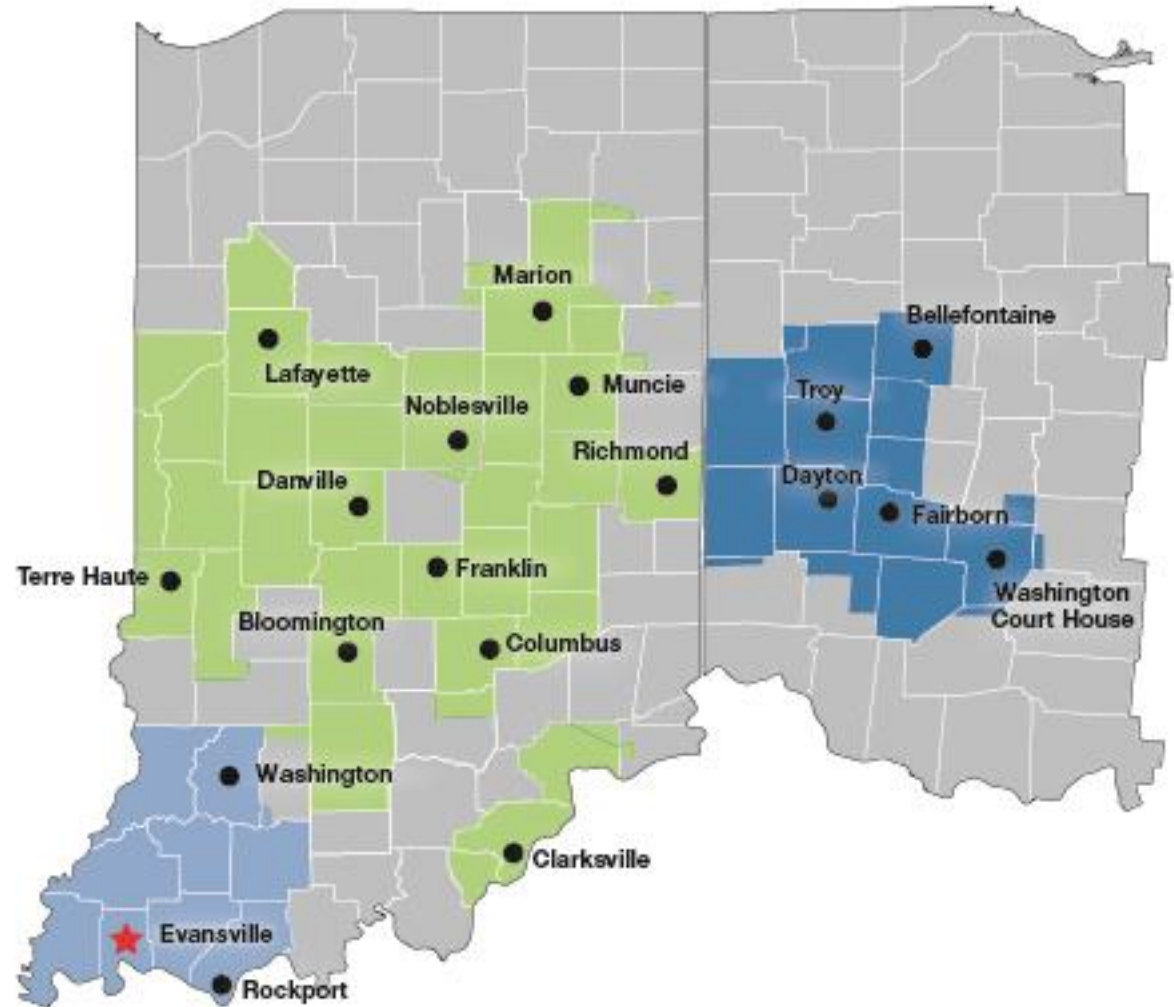 Marion
Bellefontaine
Lafayette
Muncie
Troy
Noblesville
Richmond
Danville
Dayton
Fairborn
Terre Haute
Franklin
Washington
Court House
Bloomington
Columbus
Washington
Clarksville
Evansville
Rockport